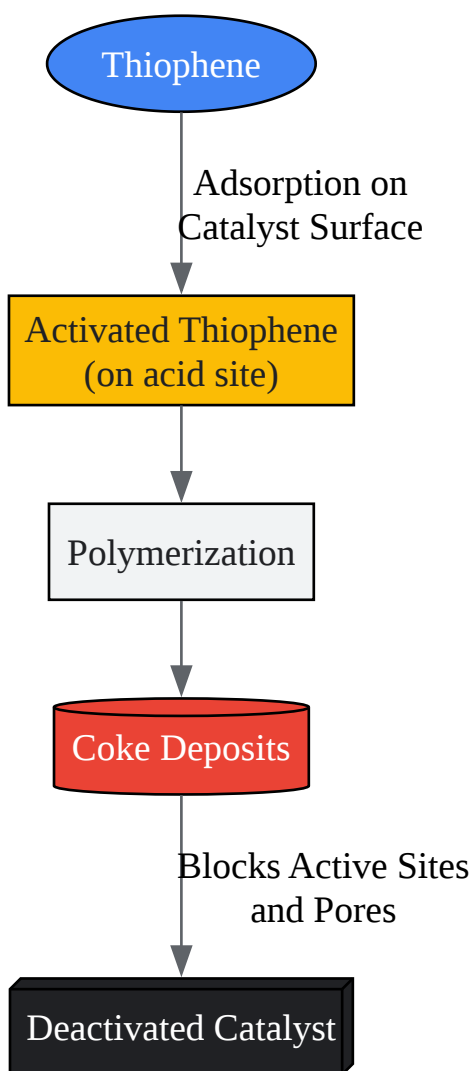 Thiophene
Adsorption on
Catalyst Surface
Activated Thiophene
(on acid site)
Polymerization
Coke Deposits
Blocks Active Sites
and Pores
Deactivated Catalyst